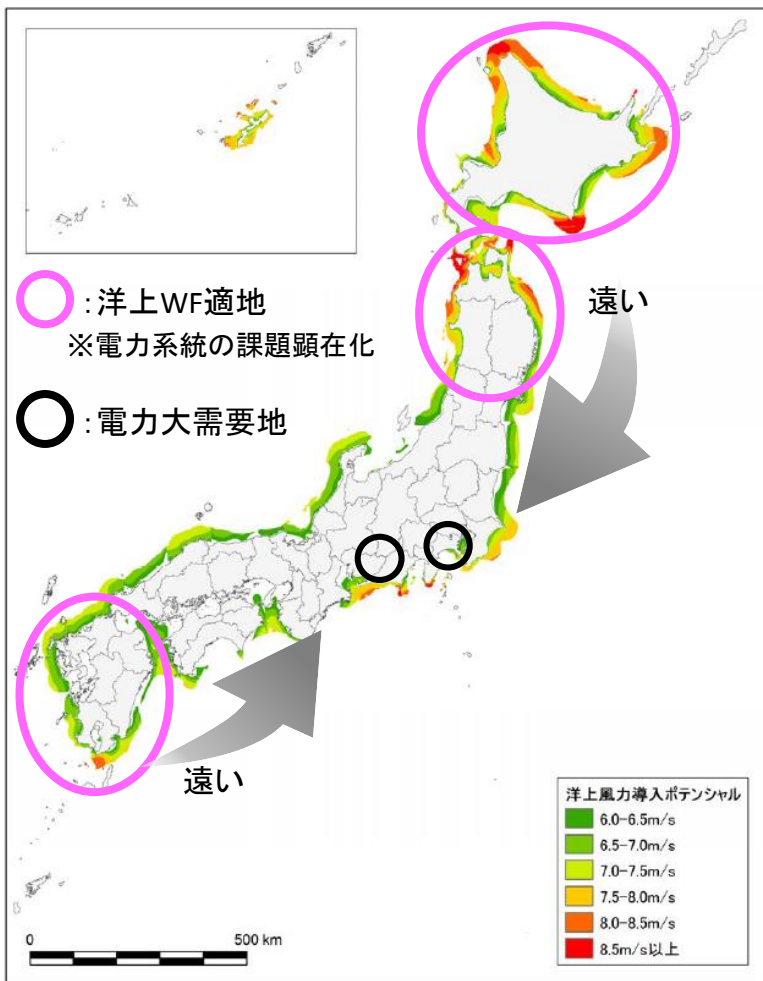 :洋上WF適地
※電力系統の課題顕在化
:電力大需要地
遠い
遠い
洋上風力導入ポテンシャル
6.0-6.5m/s
6.5-7.0m/s
7.0-7.5m/s
7.5-8.0m/s
8.0-8.5m/s
8.5m/s以上
0 500 km